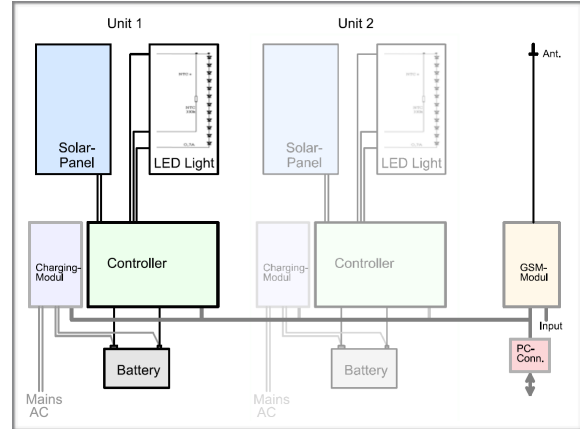 Unit 1
Unit 2
Ant.
Solar-
Panel
LED Light
Solar-
Panel
LED Light
Charging-
Modul
Controller
Charging-
Modul
Controller
GSM-
Modul
Input
PC-
Conn.
Battery
Battery
Mains
AC
Mains
AC